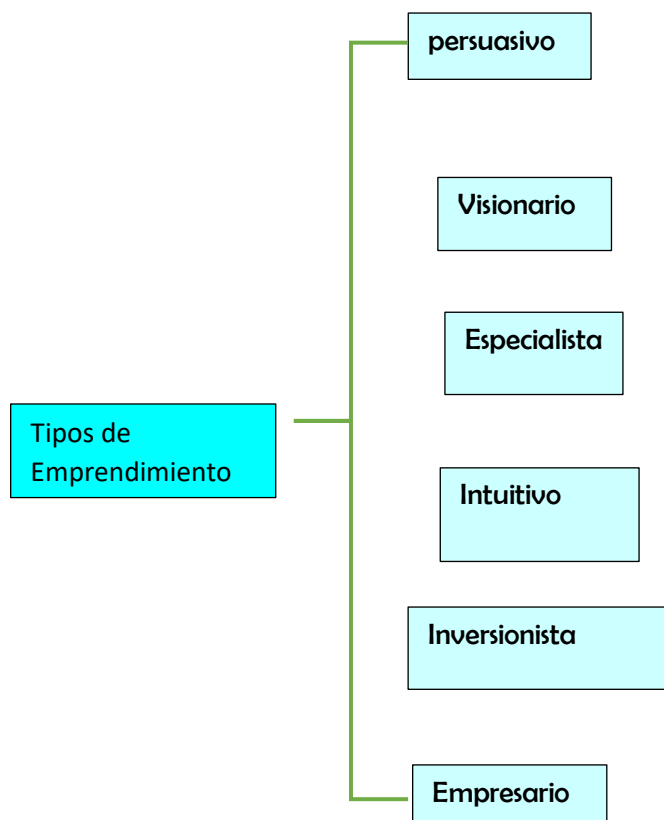 persuasivo
Visionario
Especialista
Tipos de
Emprendimiento
Intuitivo
Inversionista
Empresario